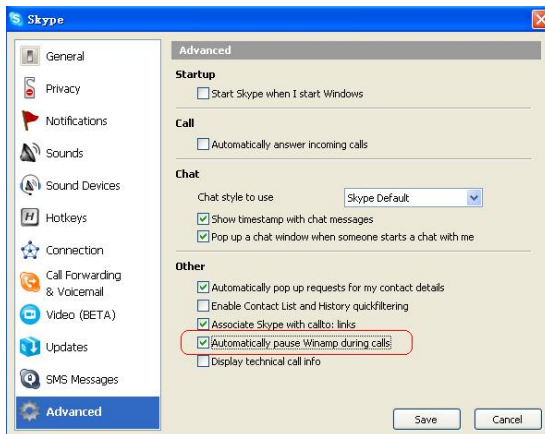 Skype
General
Privacy
Notifications
Sounds
Sound Devices
Hotkeys
Connection
Call Forwarding
& Voicemail
Video (BETA)
Updates
SMS Messages
Advanced
Advanced
Startup
Start Skype when I start Windows
Call
Automatically answer incoming calls
Chat
Chat style to use Skype Default
Show timestamp with chat messages
Pop up a chat window when someone starts a chat with me
Other
Automatically pop up requests for my contact details
Enable Contact List and History quickfiltering
Associate Skype with callto: links
Automatically pause Winamp during calls
Display technical call info
Save Cancel